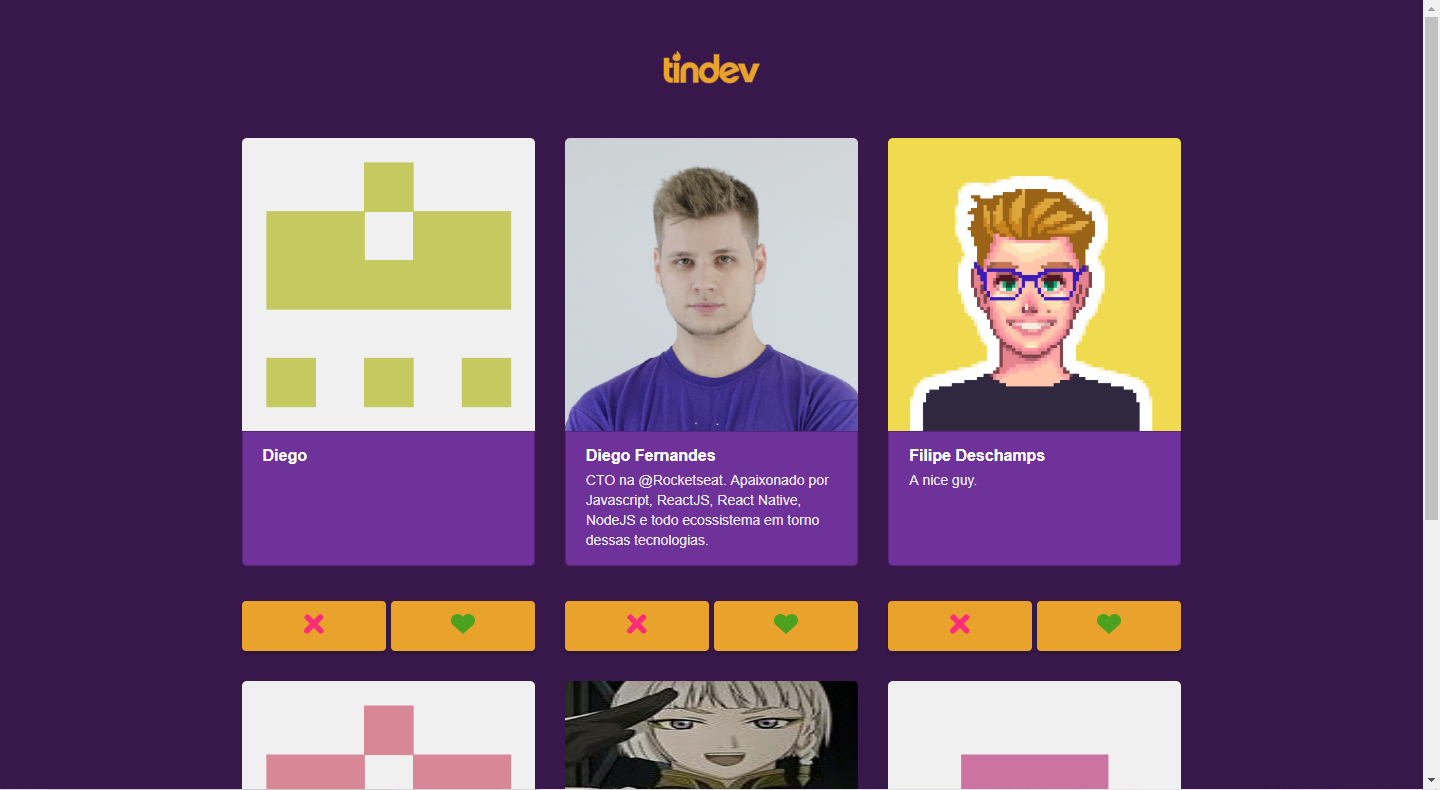 tindev
Diego
Diego Fernandes
CTO na @Rocketseat. Apaixonado por
Javascript, ReactJS, React Native,
NodeJS e todo ecossistema em torno
dessas tecnologias.
Filipe Deschamps
A nice guy.